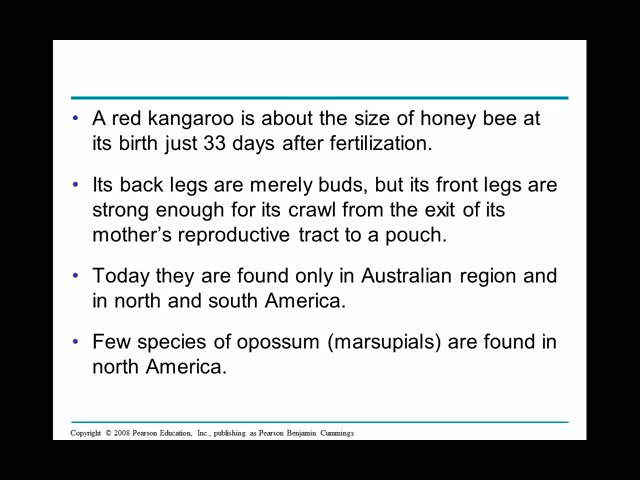 • A red kangaroo is about the size of honey bee at
its birth just 33 days after fertilization.
• Its back legs are merely buds, but its front legs are
strong enough for its crawl from the exit of its
mother's reproductive tract to a pouch.
• Today they are found only in Australian region and
in north and south America.
• Few species of opossum (marsupials) are found in
north America.
Copyright © 2008 Pearson Education, Inc., publishing as Pearson Benjamin Cummings